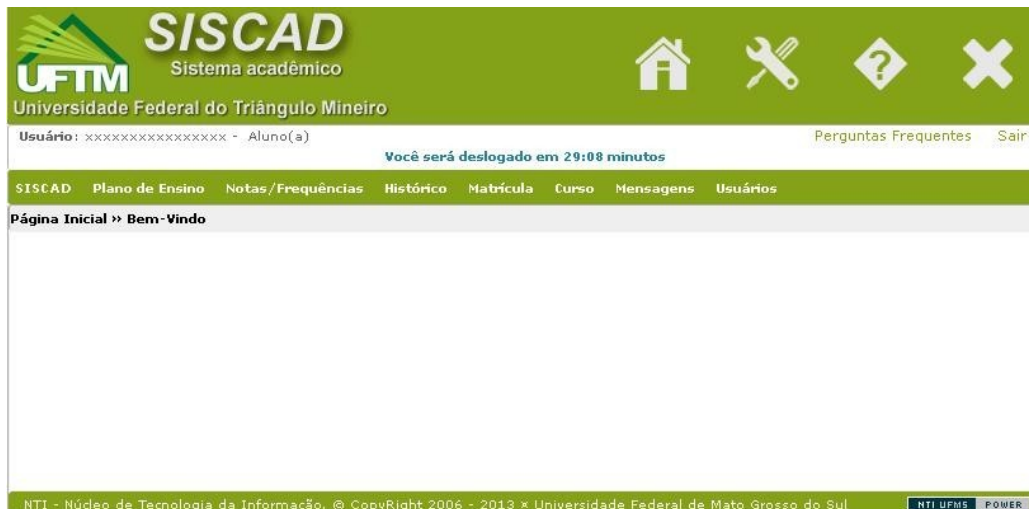 SISCAD
Sistema acadêmico
UFTM
Universidade Federal do Triângulo Mineiro
Usuário: xxxxxxxxxxxxxxxx - Aluno(a)
Perguntas Frequentes Sair
Você será deslogado em 29:08 minutos
SISCAD Plano de Ensino Notas/Frequências Histórico Matrícula Curso Mensagens Usuários
Página Inicial » Bem-Vindo
NTI - Núcleo de Tecnologia da Informação. © CopyRight 2006 - 2013 × Universidade Federal de Mato Grosso do Sul NTI UFMS POWER